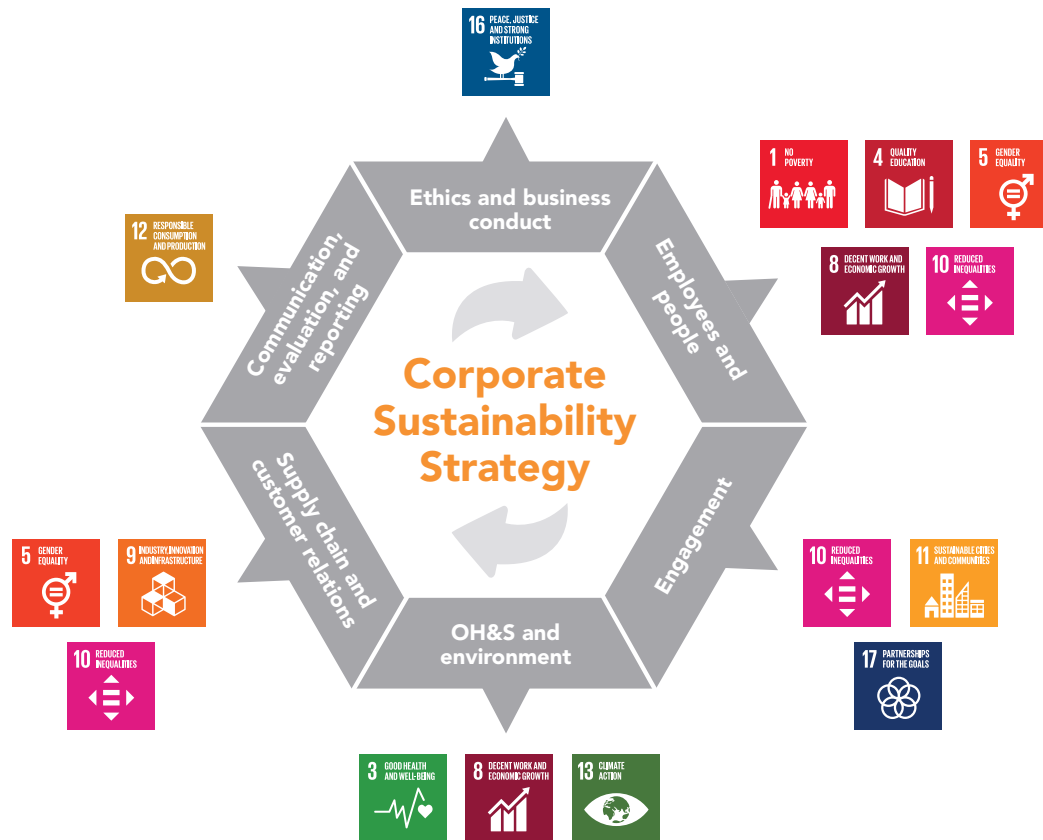 16 PEACE, JUSTICE
AND STRONG
INSTITUTIONS
1 NO
POVERTY
4 QUALITY
EDUCATION
5 GENDER
EQUALITY
8 DECENT WORK AND
ECONOMIC GROWTH
10 REDUCED
INEQUALITIES
12 RESPONSIBLE
CONSUMPTION
AND PRODUCTION
Ethics and business
conduct
Employees and
people
Communication,
evaluation, and
reporting
Corporate
Sustainability
Strategy
Supply chain and
customer relations
Engagement
OH&S and
environment
5 GENDER
EQUALITY
9 INDUSTRY, INNOVATION
AND INFRASTRUCTURE
10 REDUCED
INEQUALITIES
10 REDUCED
INEQUALITIES
11 SUSTAINABLE CITIES
AND COMMUNITIES
17 PARTNERSHIPS
FOR THE GOALS
3 GOOD HEALTH
AND WELL-BEING
8 DECENT WORK AND
ECONOMIC GROWTH
13 CLIMATE
ACTION